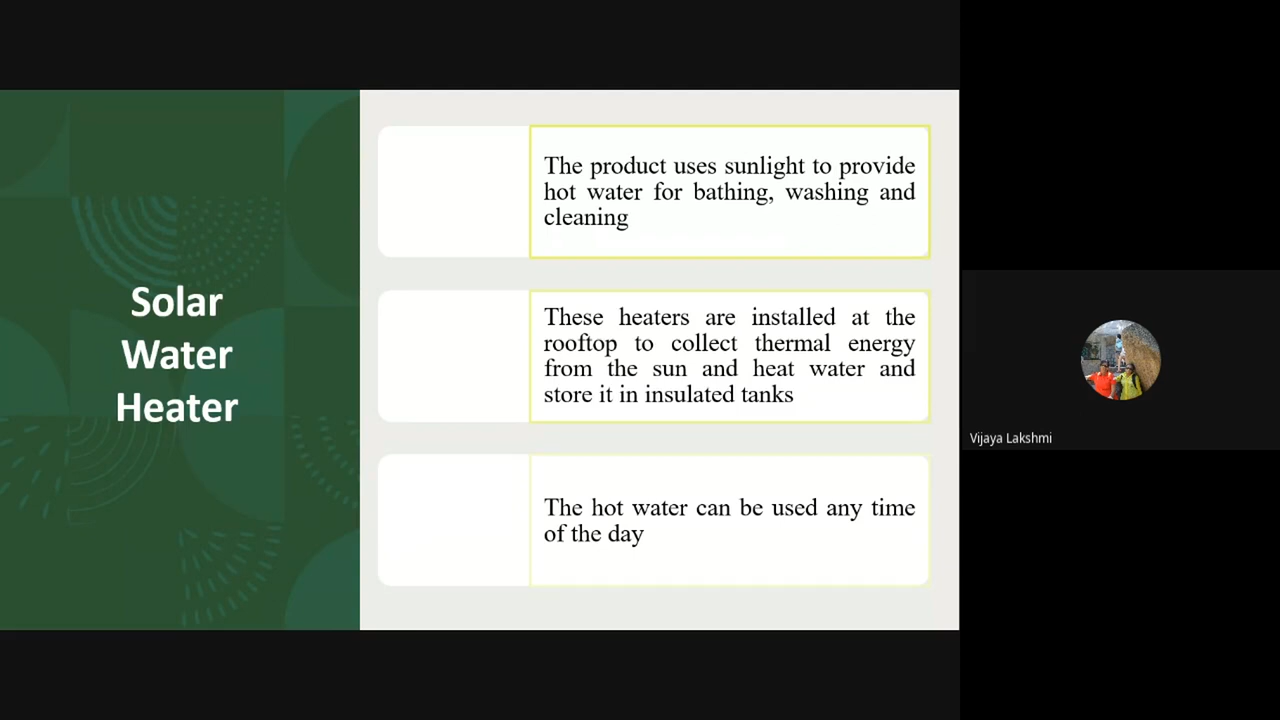 Solar
Water
Heater
The product uses sunlight to provide
hot water for bathing, washing and
cleaning
These heaters are installed at the
rooftop to collect thermal energy
from the sun and heat water and
store it in insulated tanks
The hot water can be used any time
of the day
Vijaya Lakshmi